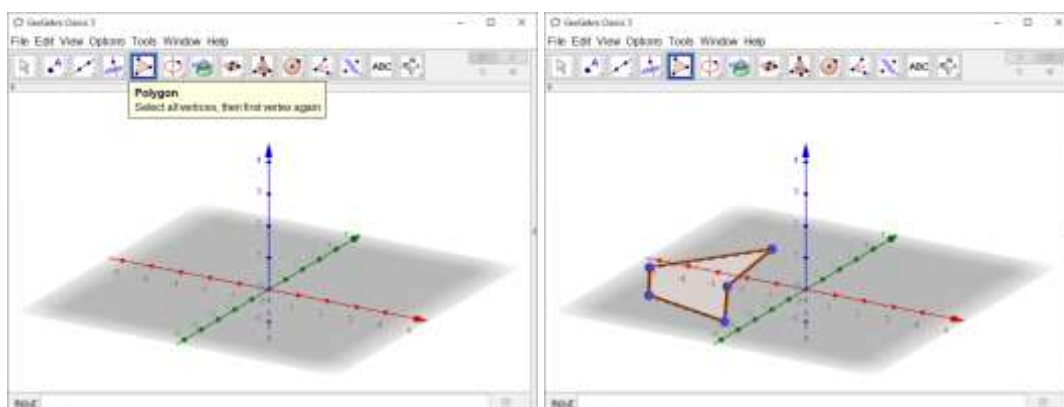 GeoGebra Classic 5
File Edit View Options Tools Window Help
ABC
Polygon
Select all vertices, then first vertex again
Input:
GeoGebra Classic 5
File Edit View Options Tools Window Help
ABC
Input: